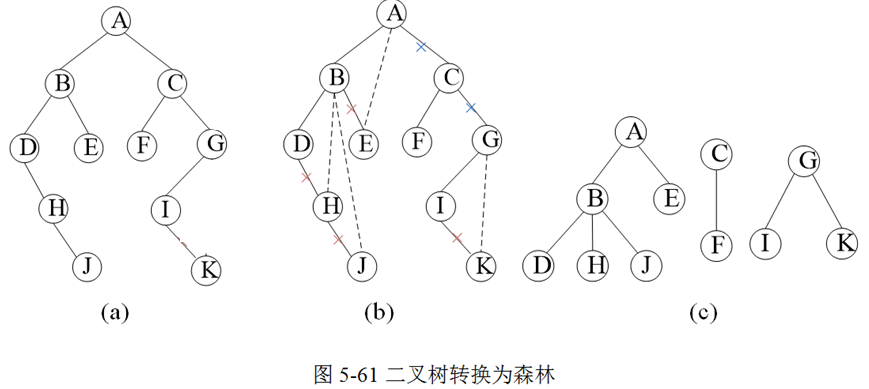 A
B C
D E F G
H I
J K
(a)
A
B C
D E F G
H I
J K
(b)
A
B E
D H J
C
F
G
I K
(c)
图 5-61 二叉树转换为森林